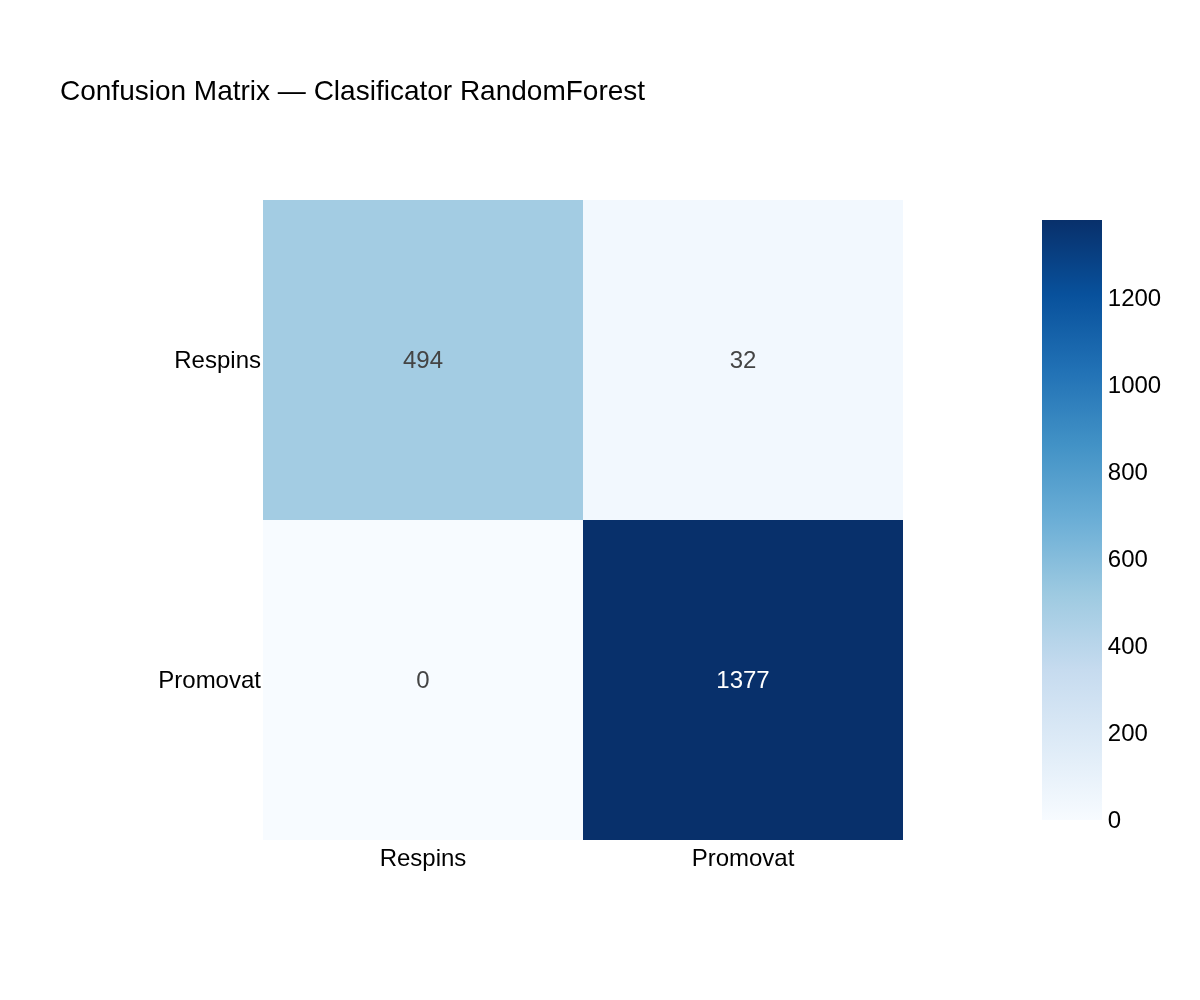 Confusion Matrix — Clasificator RandomForest
Respins
494
32
Promovat
0
1377
Respins
Promovat
1200
1000
800
600
400
200
0